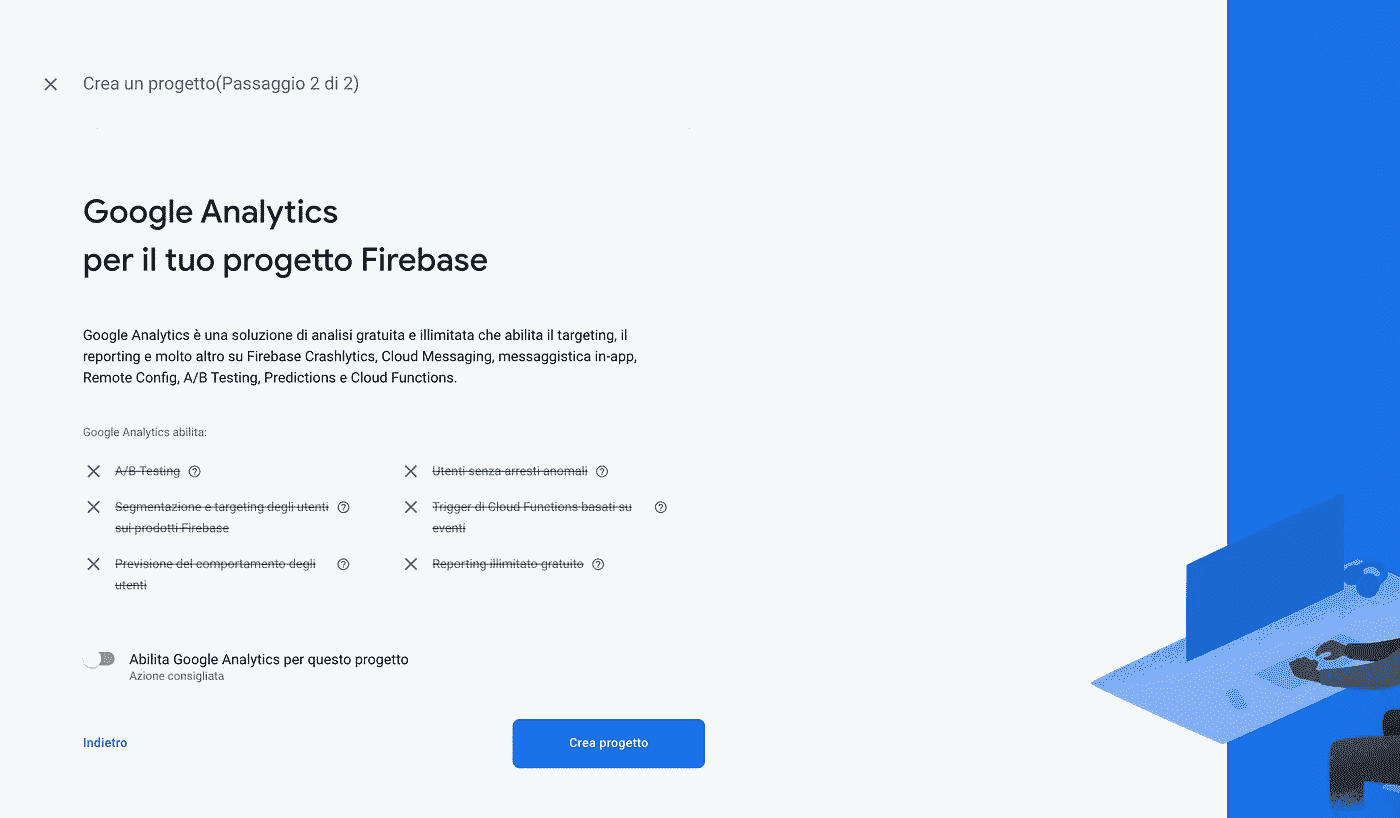 Crea un progetto(Passaggio 2 di 2)
Google Analytics
per il tuo progetto Firebase
Google Analytics è una soluzione di analisi gratuita e illimitata che abilita il targeting, il
reporting e molto altro su Firebase Crashlytics, Cloud Messaging, messaggistica in-app,
Remote Config, A/B Testing, Predictions e Cloud Functions.
Google Analytics abilita:
A/B Testing
Utenti senza arresti anomali
Segmentazione e targeting degli utenti
sui prodotti Firebase
Trigger di Cloud Functions basati su
eventi
Previsione del comportamento degli
utenti
Reporting illimitato gratuito
Abilita Google Analytics per questo progetto
Azione consigliata
Indietro
Crea progetto